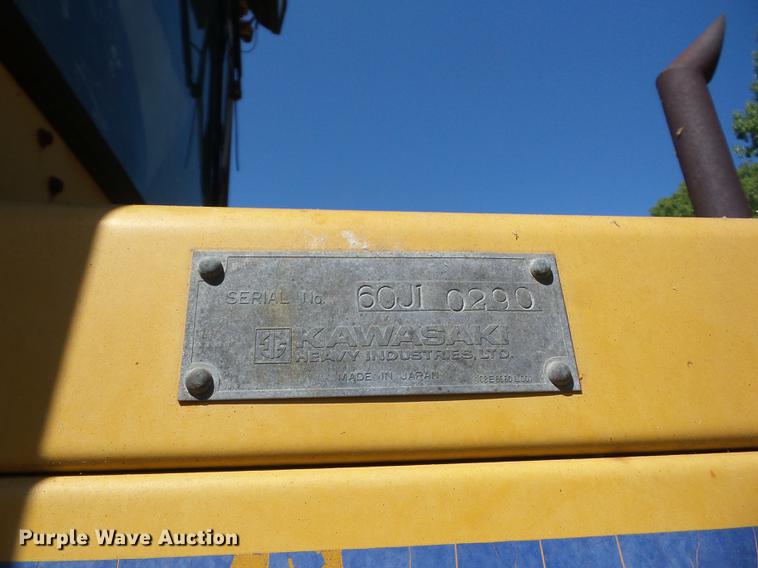 SERIAL No. 60J1 0290
KAWASAKI
HEAVY INDUSTRIES, LTD.
MADE IN JAPAN
Purple Wave Auction